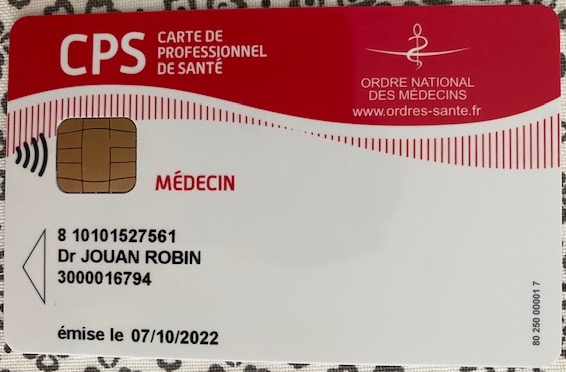 CPS
CARTE DE
PROFESSIONNEL
DE SANTÉ
ORDRE NATIONAL
DES MÉDECINS
www.ordres-sante.fr
MÉDECIN
8 10101527561
Dr JOUAN ROBIN
3000016794
émise le 07/10/2022
80 250 00001 7